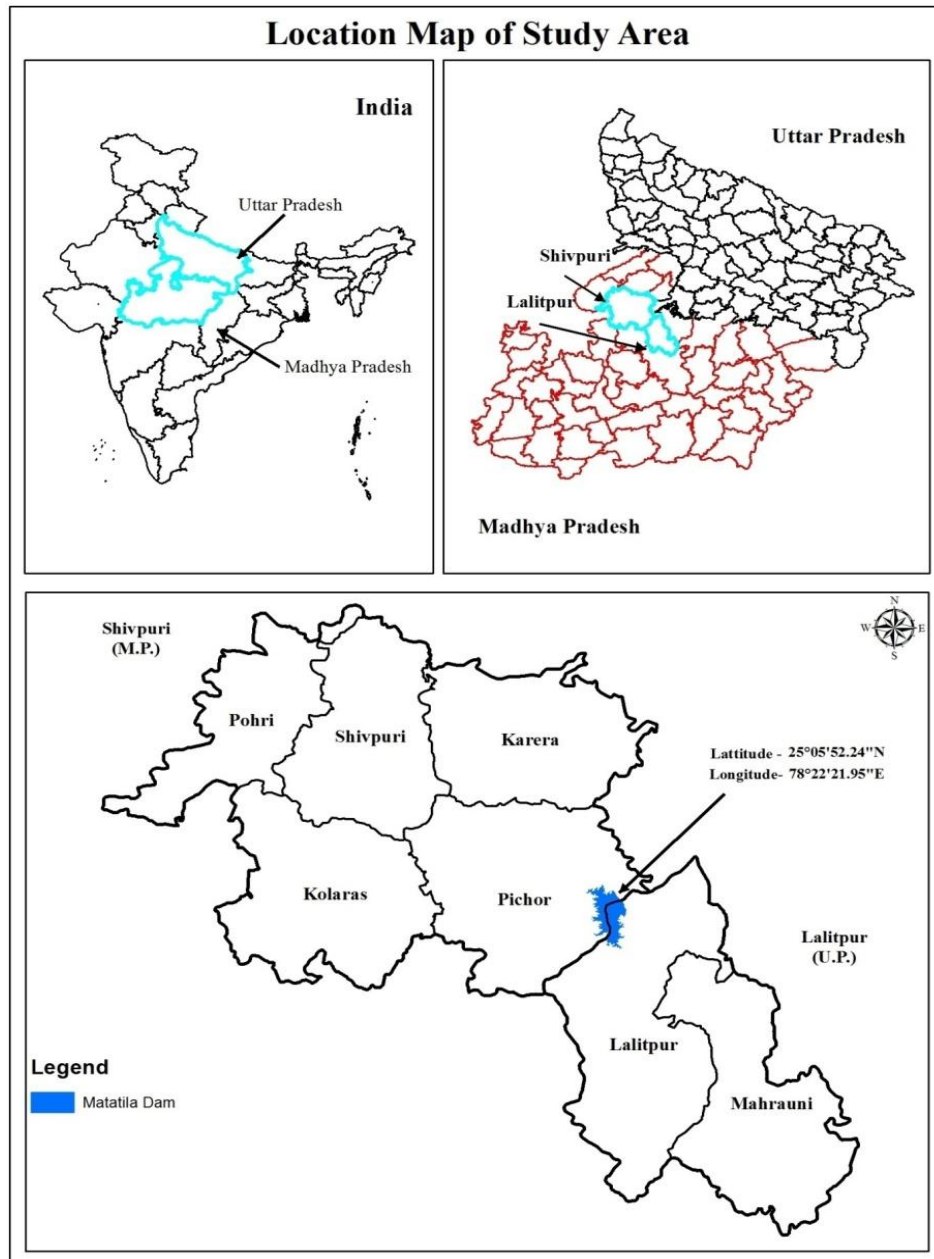 Location Map of Study Area
India
Uttar Pradesh
Madhya Pradesh
Uttar Pradesh
Shivpuri
Lalitpur
Madhya Pradesh
Shivpuri
(M.P.)
N
W E
S
Pohri
Shivpuri
Karera
Lattitude - 25°05'52.24"N
Longitude- 78°22'21.95"E
Kolaras
Pichor
Lalitpur
(U.P.)
Lalitpur
Mahrauni
Legend
Matatila Dam